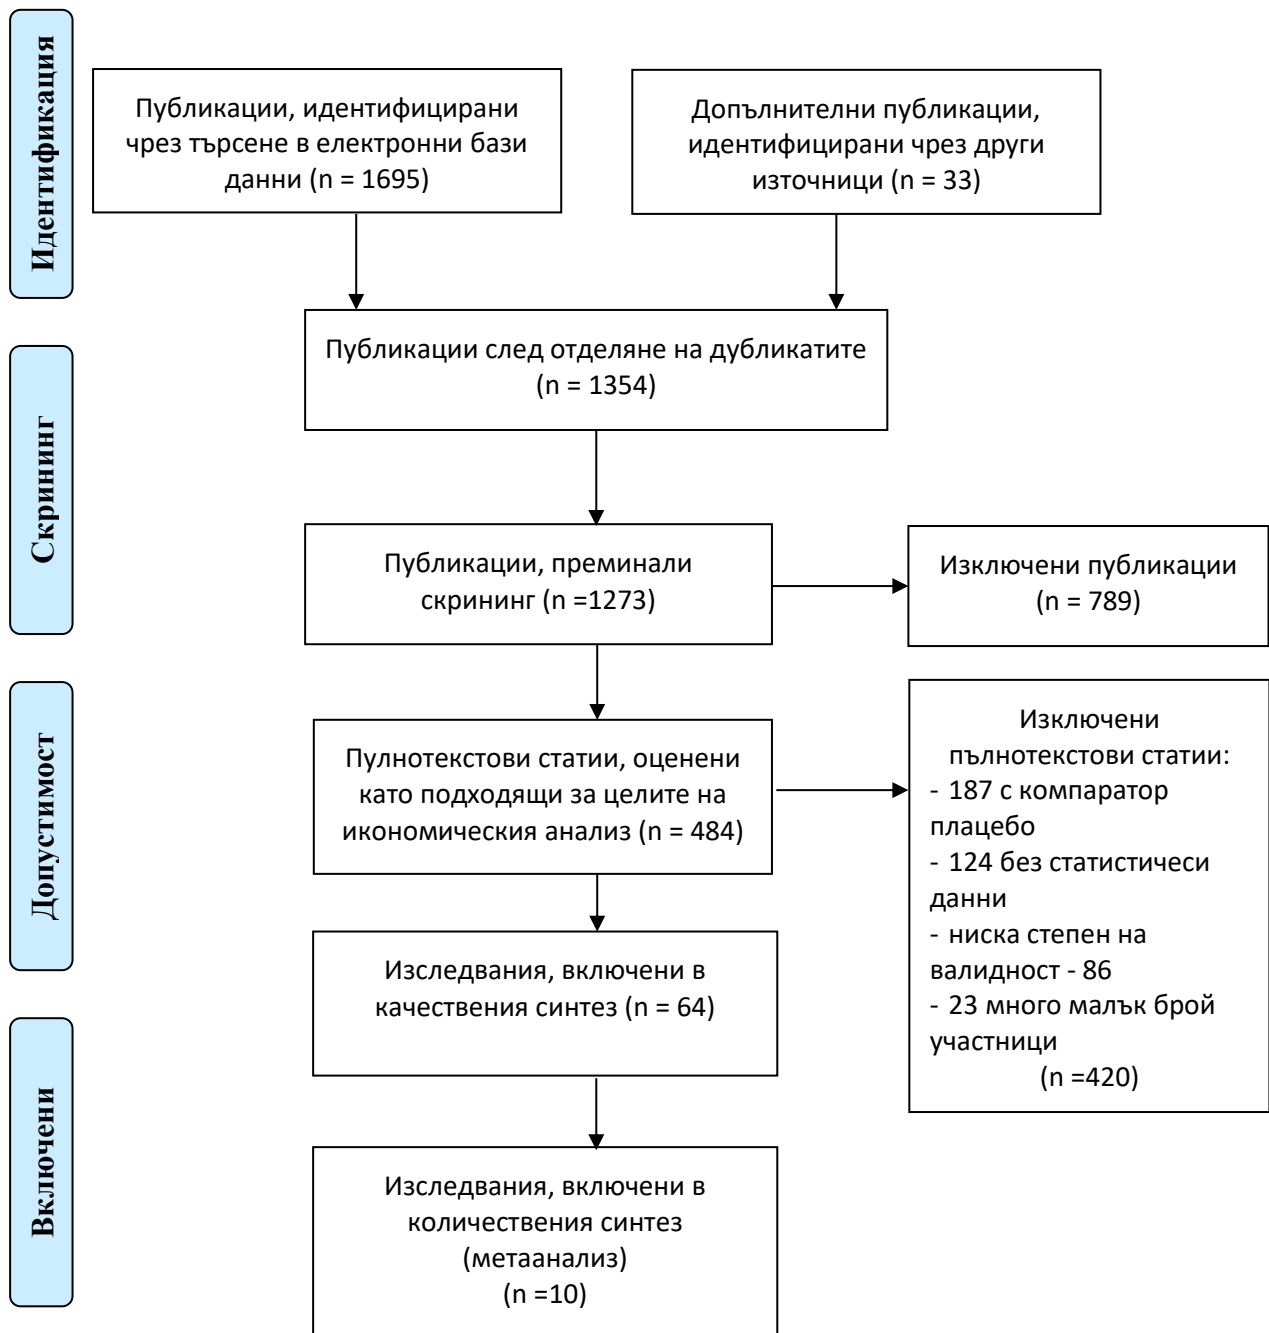 Идентификация
Публикации, идентифицирани
чрез търсене в електронни бази
данни (n = 1695)
Допълнителни публикации,
идентифицирани чрез други
източници (n = 33)
Публикации след отделяне на дубликатите
(n = 1354)
Скрининг
Публикации, преминали
скрининг (n =1273)
Изключени публикации
(n = 789)
Допустимост
Пулнотекстови статии, оценени
като подходящи за целите на
икономическия анализ (n = 484)
Изключени
пълнотекстови статии:
- 187 с компаратор
плацебо
- 124 без статистичеси
данни
- ниска степен на
валидност - 86
- 23 много малък брой
участници
(n =420)
Изследвания, включени в
качествения синтез (n = 64)
Включени
Изследвания, включени в
количествения синтез
(метаанализ)
(n =10)